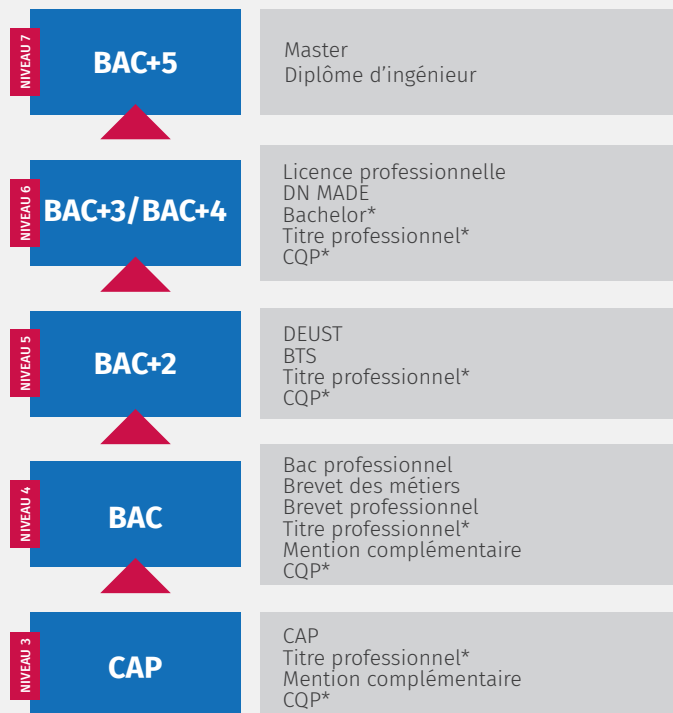 NIVEAU 7
BAC+5
Master
Diplôme d’ingénieur
NIVEAU 6
BAC+3/BAC+4
Licence professionnelle
DN MADE
Bachelor*
Titre professionnel*
CQP*
NIVEAU 5
BAC+2
DEUST
BTS
Titre professionnel*
CQP*
NIVEAU 4
BAC
Bac professionnel
Brevet des métiers
Brevet professionnel
Titre professionnel*
Mention complémentaire
CQP*
NIVEAU 3
CAP
CAP
Titre professionnel*
Mention complémentaire
CQP*